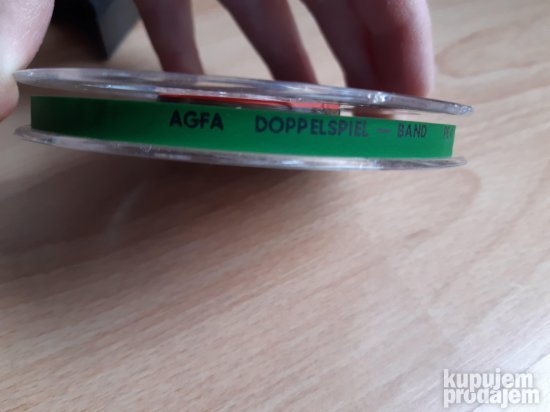 AGFA DOPPELSPIEL – BAND
kupujem
prodajem